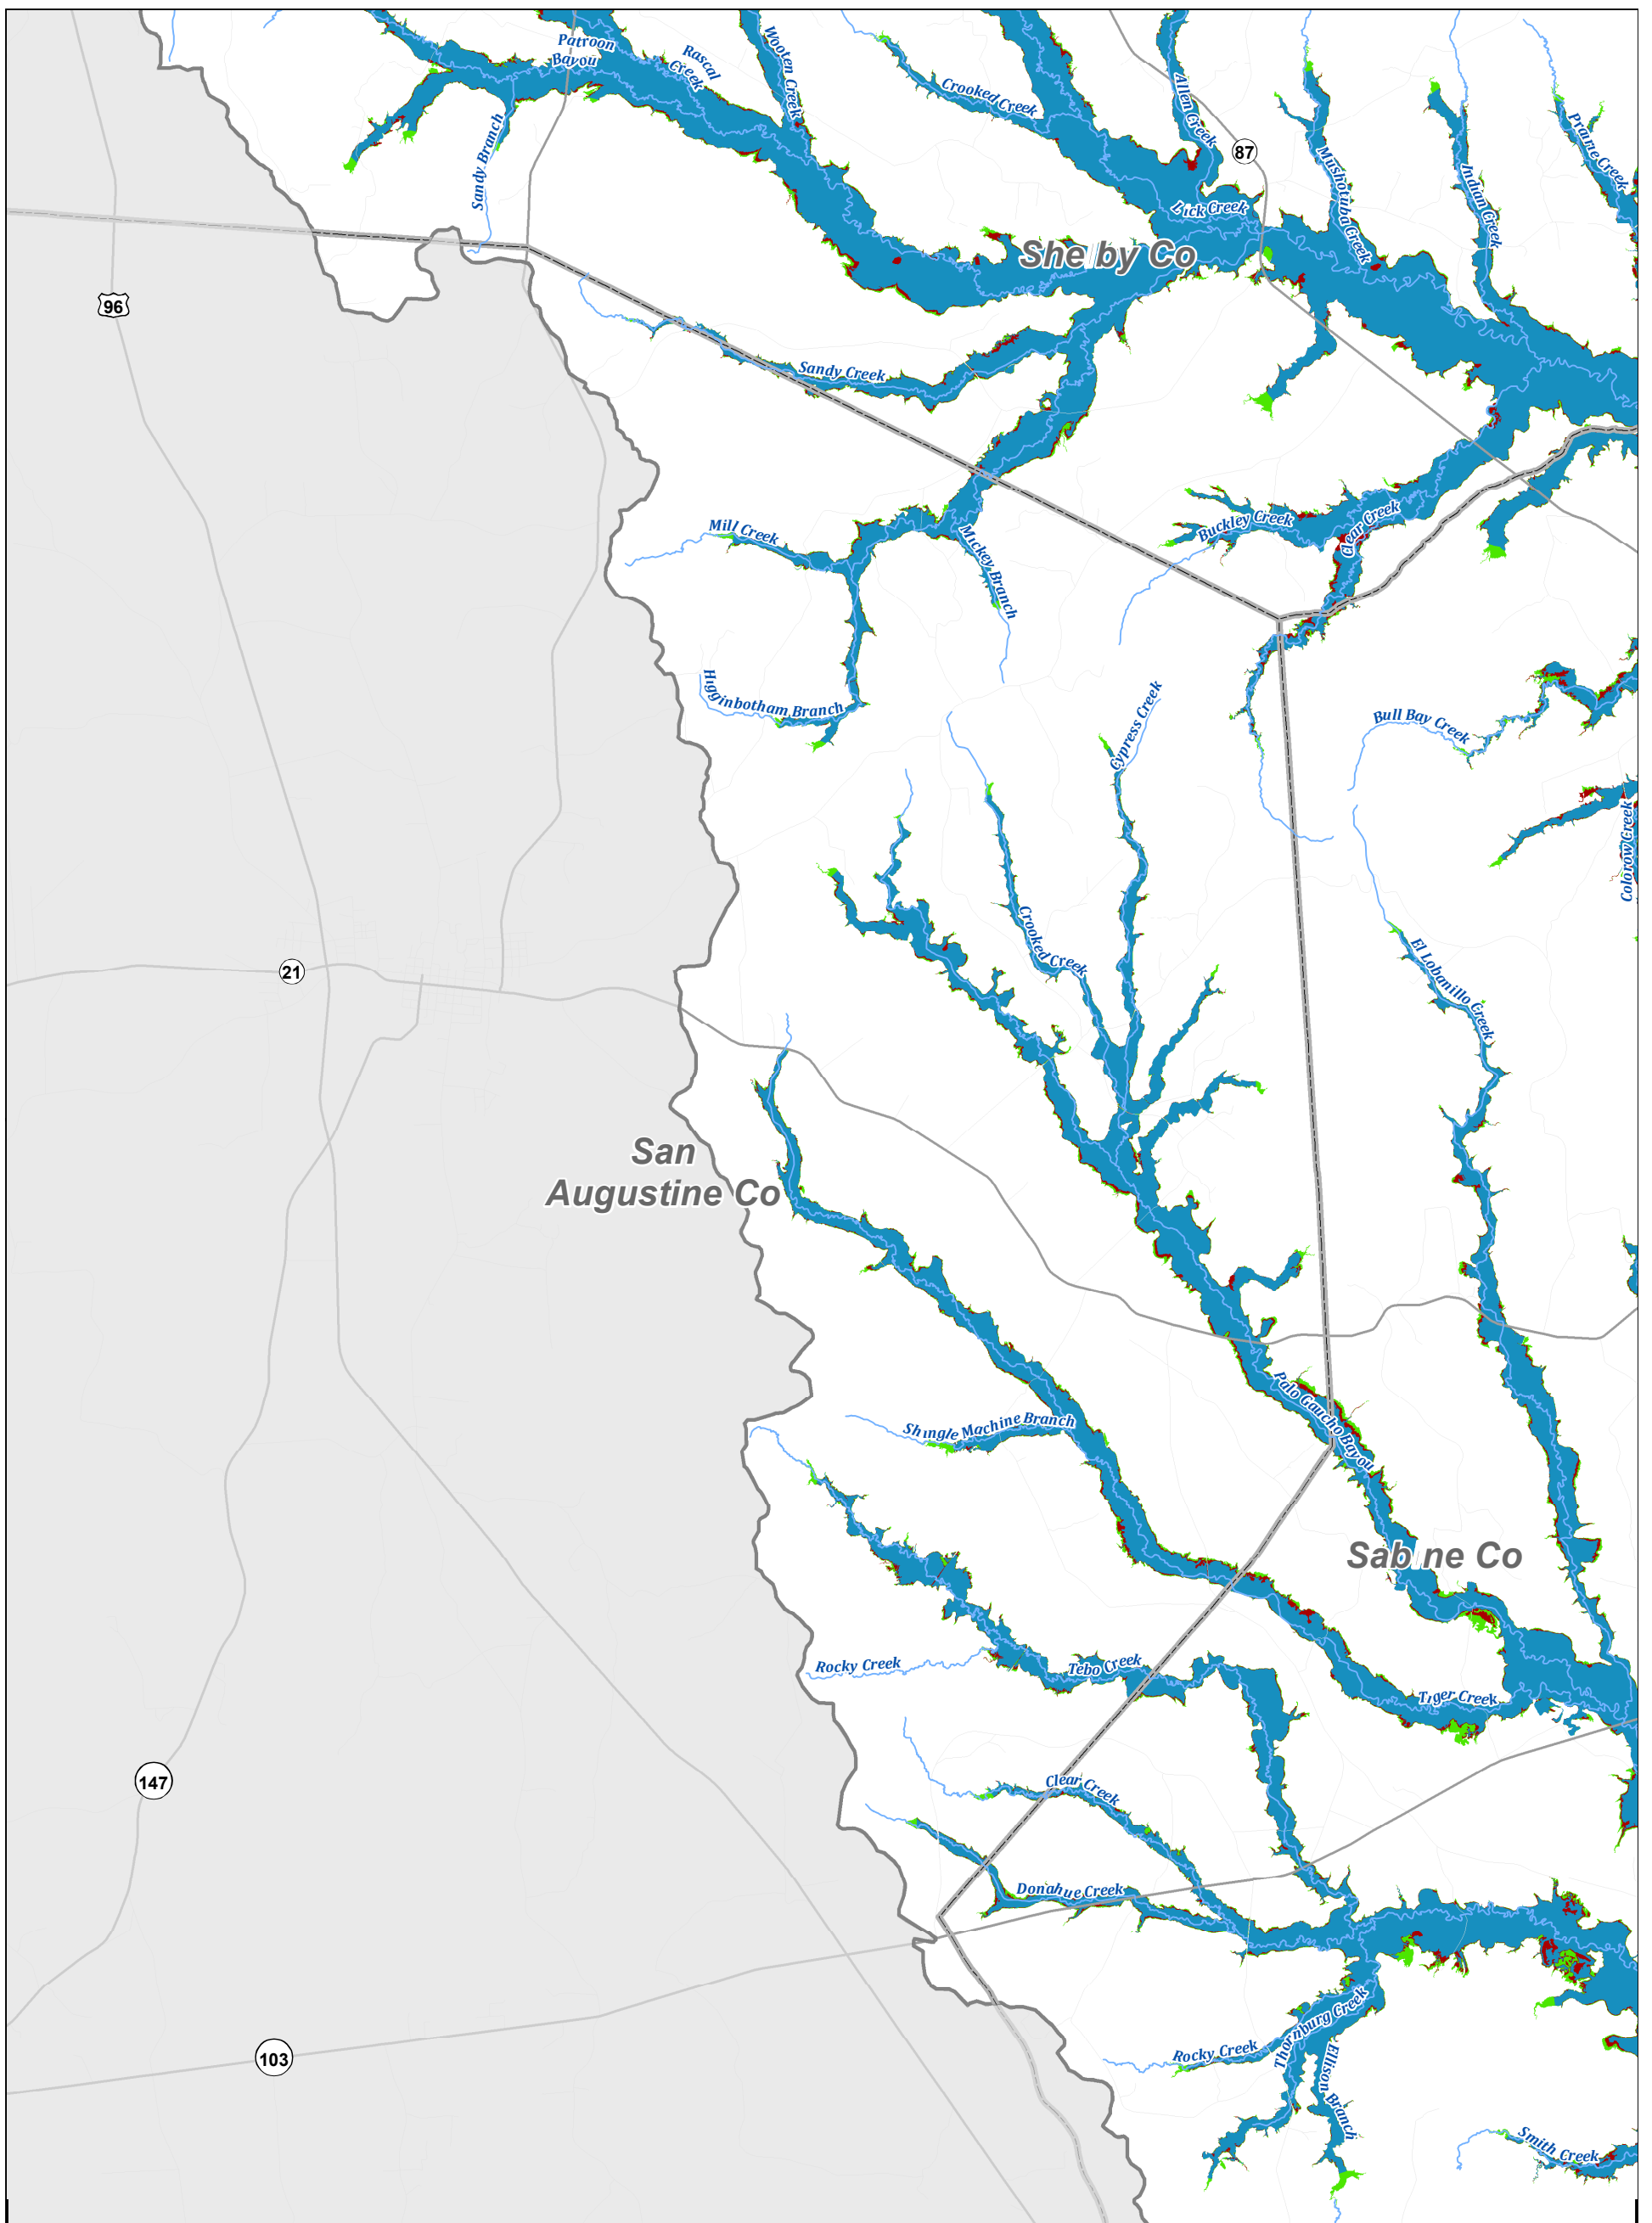 Patroon
Bayou
Rascal
Creek
Wooten Creek
Crooked Creek
Allen Creek
87
Mushotuba Creek
Indian Creek
Prairie Creek
Sandy Branch
Lick Creek
Shelby Co
96
Sandy Creek
Mill Creek
Mickey Branch
Buckley Creek
Clear Creek
Higginbotham Branch
Cypress Creek
Bull Bay Creek
Colorow Creek
Crooked Creek
El Lobanillo Creek
21
San
Augustine Co
Palo Gaucho Bayou
Shingle Machine Branch
Sabine Co
Rocky Creek
Tebo Creek
Tiger Creek
147
Clear Creek
Donahue Creek
Thornburg Creek
Rocky Creek
Ellison Branch
103
Smith Creek